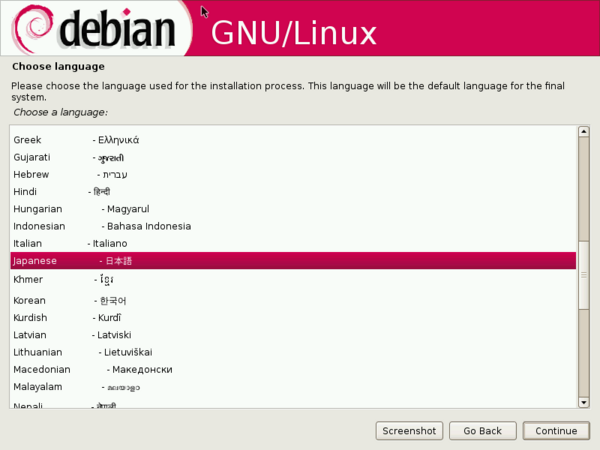 debian GNU/Linux
Choose language
Please choose the language used for the installation process. This language will be the default language for the final
system.
Choose a language:
Greek - Ελληνικά
Gujarati - ગુજરાતી
Hebrew - עברית
Hindi - हिन्दी
Hungarian - Magyarul
Indonesian - Bahasa Indonesia
Italian - Italiano
Japanese - 日本語
Khmer - ខ្មែរ
Korean - 한국어
Kurdish - Kurdî
Latvian - Latviski
Lithuanian - Lietuviškai
Macedonian - Македонски
Malayalam - മലയാളം
Nepali - नेपाली
Screenshot Go Back Continue